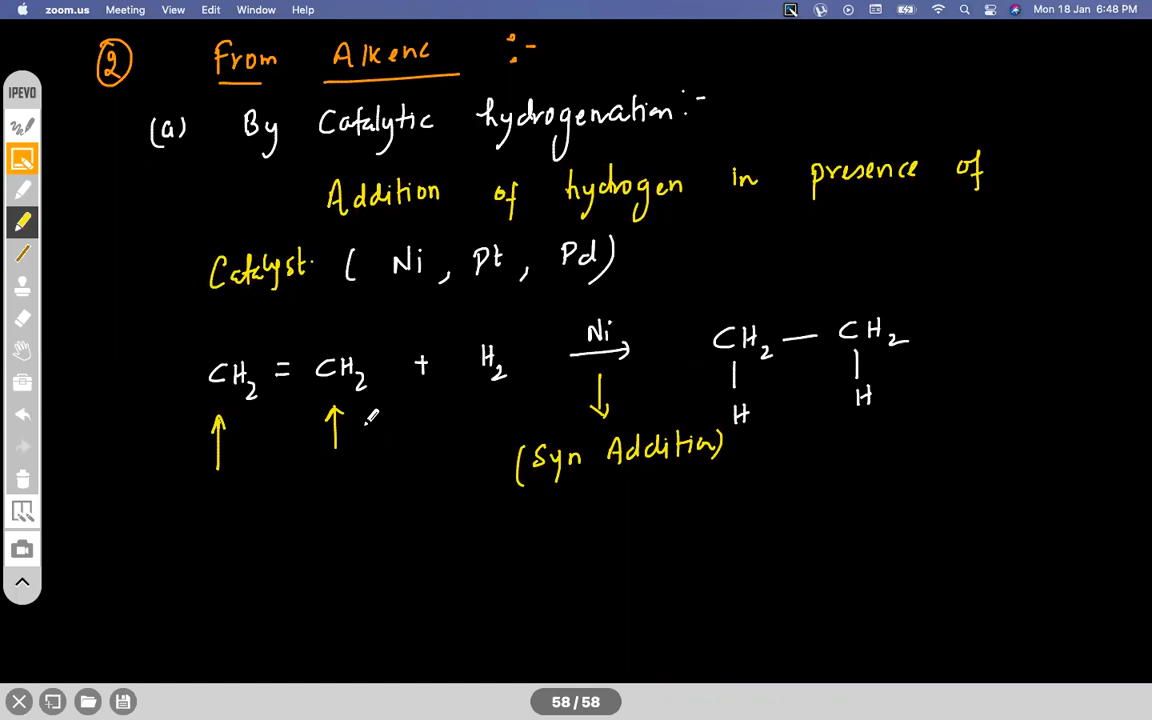 zoom.us Meeting View Edit Window Help Mon 18 Jan 6:48 PM
IPEVO
② From Alkene :-
(a) By Catalytic hydrogenation :-
Addition of hydrogen in presence of
Catalyst. ( Ni , Pt , Pd )
CH₂ = CH₂ + H₂ Ni → CH₂ — CH₂
H H
(Syn Addition)
58 / 58